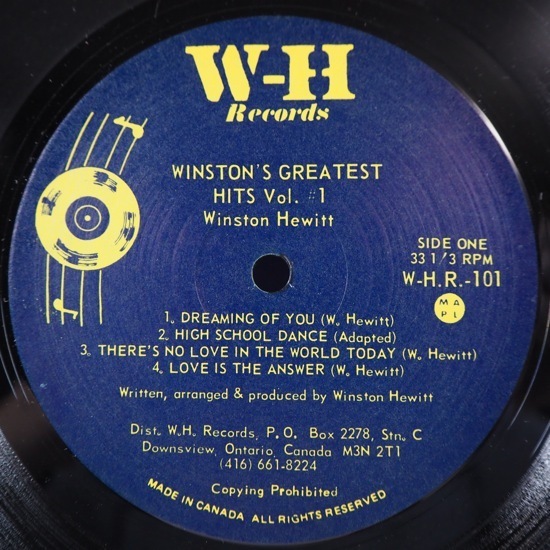 W-H
Records
WINSTON'S GREATEST
HITS Vol. #1
Winston Hewitt
SIDE ONE
33 1/3 RPM
W-H.R.-101
M A
P L
1. DREAMING OF YOU (W. Hewitt)
2. HIGH SCHOOL DANCE (Adapted)
3. THERE'S NO LOVE IN THE WORLD TODAY (W. Hewitt)
4. LOVE IS THE ANSWER (W. Hewitt)
Written, arranged & produced by Winston Hewitt
Dist. W.H. Records, P.O. Box 2278, Stn. C
Downsview, Ontario, Canada M3N 2T1
(416) 661-8224
Copying Prohibited
MADE IN CANADA ALL RIGHTS RESERVED